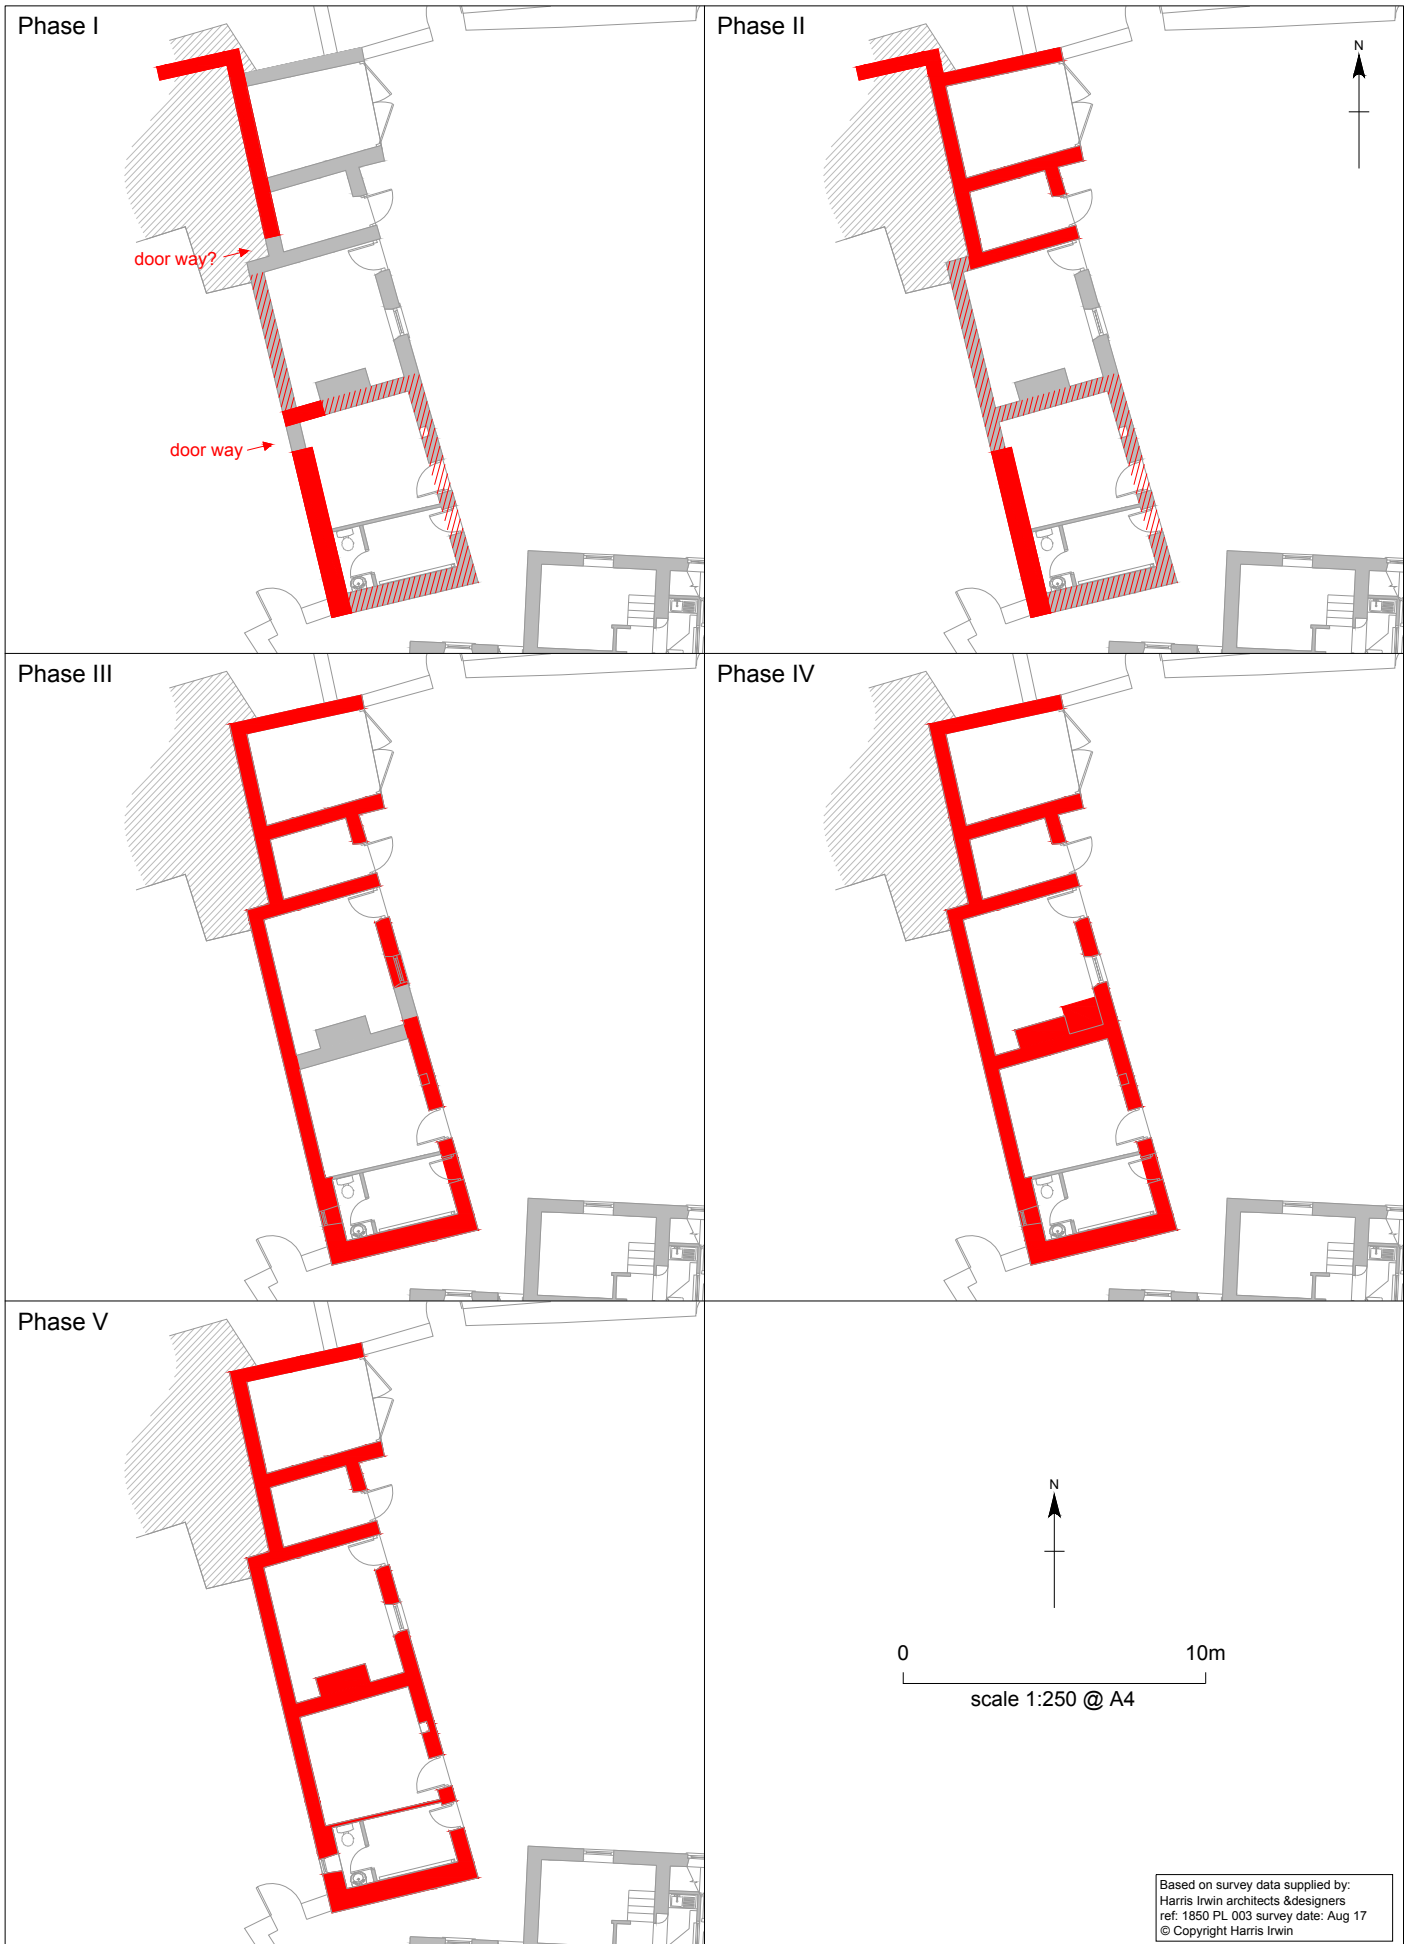 Phase I
Phase II
N
door way?
door way
Phase III
Phase IV
Phase V
N
0 10m
scale 1:250 @ A4
Based on survey data supplied by:
Harris Irwin architects &designers
ref: 1850 PL 003 survey date: Aug 17
© Copyright Harris Irwin